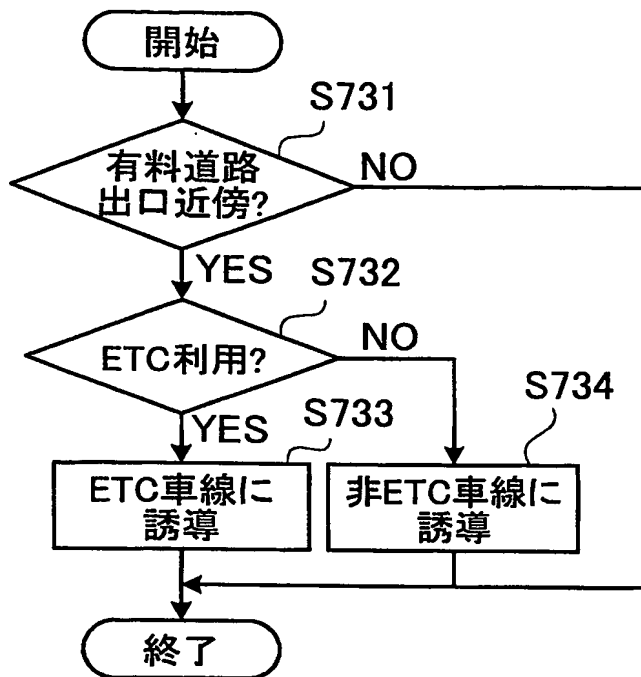 開始
S731
有料道路
出口近傍?
NO
YES
S732
ETC利用?
NO
YES
S733
S734
ETC車線に
誘導
非ETC車線に
誘導
終了